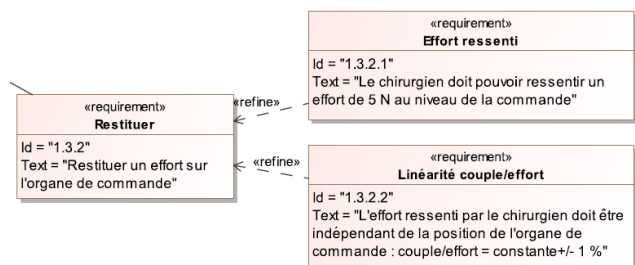 «requirement»
Effort ressenti
Id = "1.3.2.1"
Text = "Le chirurgien doit pouvoir ressentir un
effort de 5 N au niveau de la commande"
«refine»
«requirement»
Restituer
Id = "1.3.2"
Text = "Restituer un effort sur
l'organe de commande"
«refine»
«requirement»
Linéarité couple/effort
Id = "1.3.2.2"
Text = "L'effort ressenti par le chirurgien doit être
indépendant de la position de l'organe de
commande : couple/effort = constante+/- 1 %"